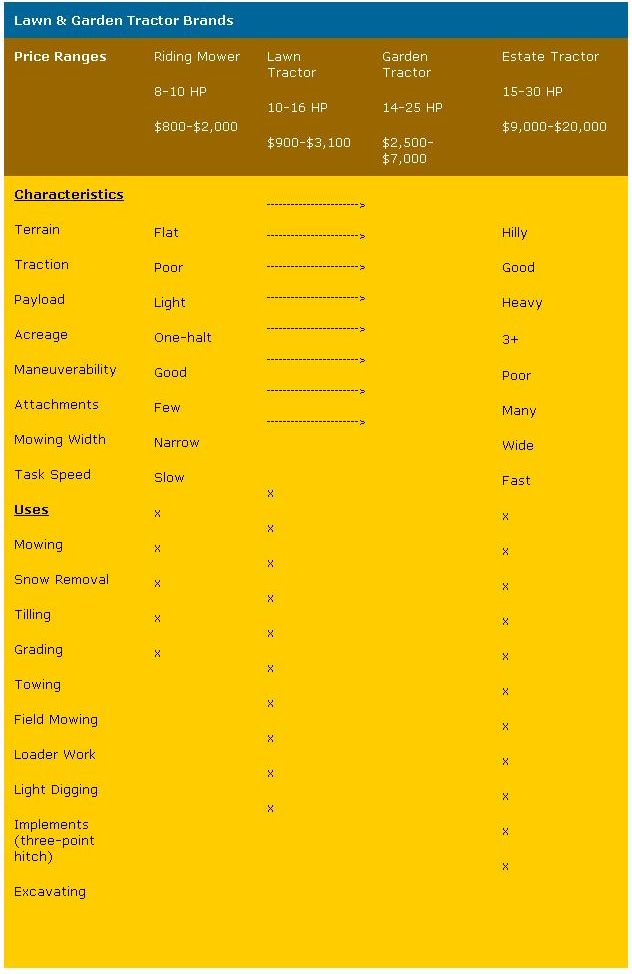 Lawn & Garden Tractor Brands
Price Ranges
Riding Mower
8-10 HP
$800-$2,000
Lawn
Tractor
10-16 HP
$900-$3,100
Garden
Tractor
14-25 HP
$2,500-
$7,000
Estate Tractor
15-30 HP
$9,000-$20,000
Characteristics
Terrain
Traction
Payload
Acreage
Maneuverability
Attachments
Mowing Width
Task Speed
Uses
Mowing
Snow Removal
Tilling
Grading
Towing
Field Mowing
Loader Work
Light Digging
Implements
(three-point
hitch)
Excavating
Flat
Poor
Light
One-halt
Good
Few
Narrow
Slow
x
x
x
x
x
----------------------->
----------------------->
----------------------->
----------------------->
----------------------->
----------------------->
----------------------->
----------------------->
x
x
x
x
x
x
x
x
x
x
Hilly
Good
Heavy
3+
Poor
Many
Wide
Fast
x
x
x
x
x
x
x
x
x
x
x